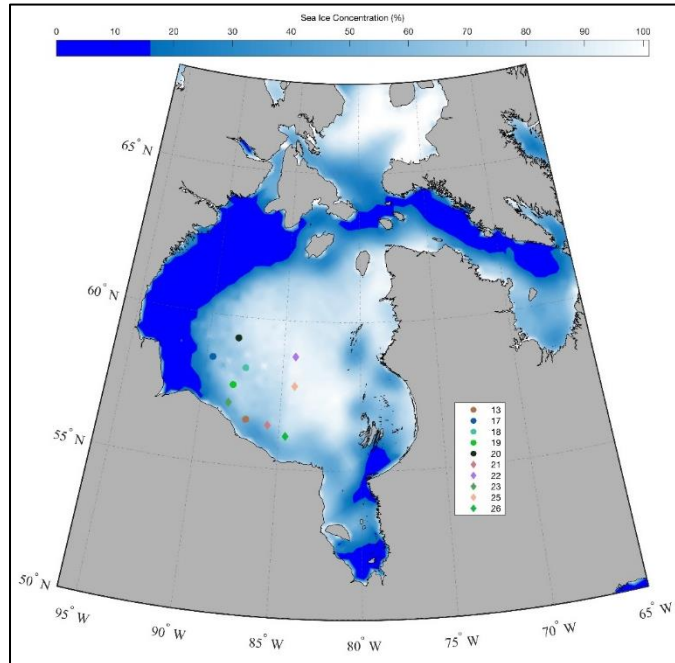 Sea Ice Concentration (%)
0 10 20 30 40 50 60 70 80 90 100
65° N
60° N
55° N
50° N
13
17
18
19
20
21
22
23
25
26
95° W 90° W 85° W 80° W 75° W 70° W 65° W